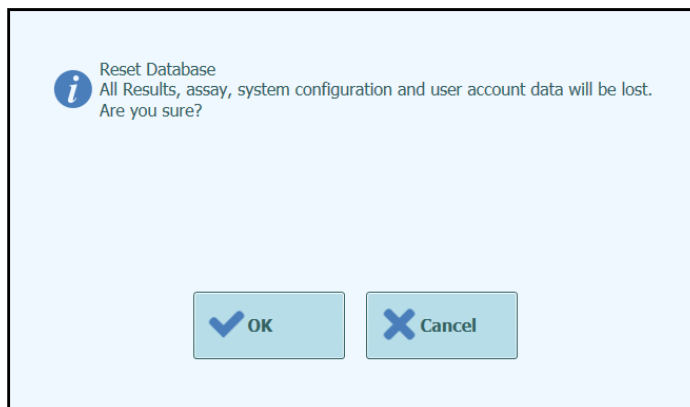 Reset Database
All Results, assay, system configuration and user account data will be lost.
Are you sure?
OK
Cancel